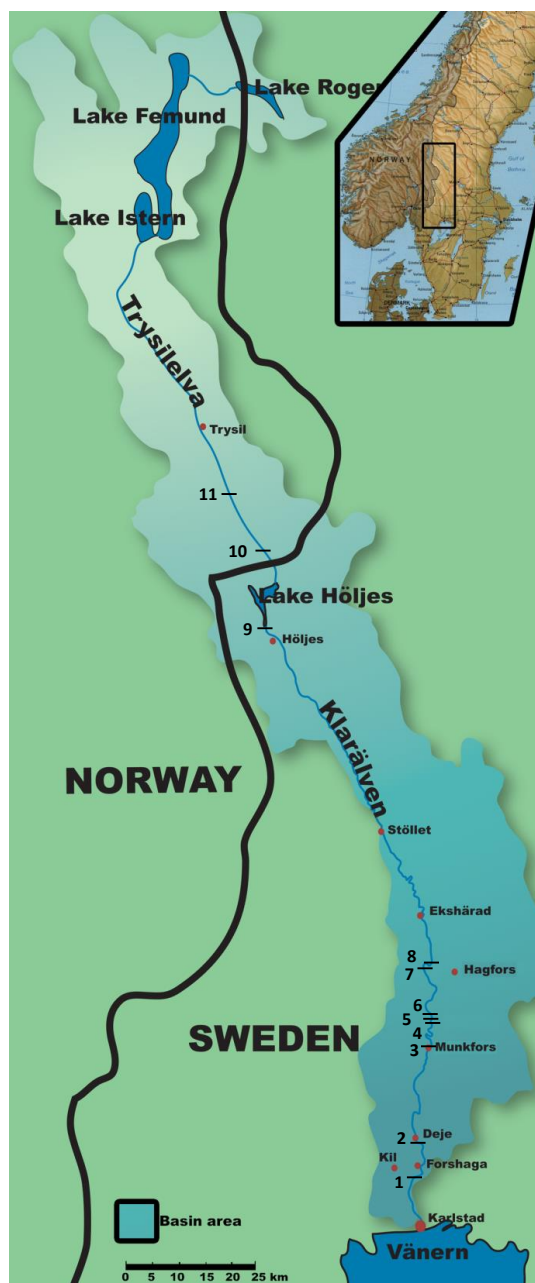 Lake Roger
Lake Femund
Lake Istern
Trysilelva
Trysil
11
10
Lake Höljes
9
Höljes
Klarälven
NORWAY
Stöllet
Ekshärad
8
7
Hagfors
6
5
SWEDEN
4
3
Munkfors
2
Deje
Kil
Forshaga
1
Basin area
Karlstad
Vänern
0 5 10 15 20 25 km
NORWAY
DENMARK